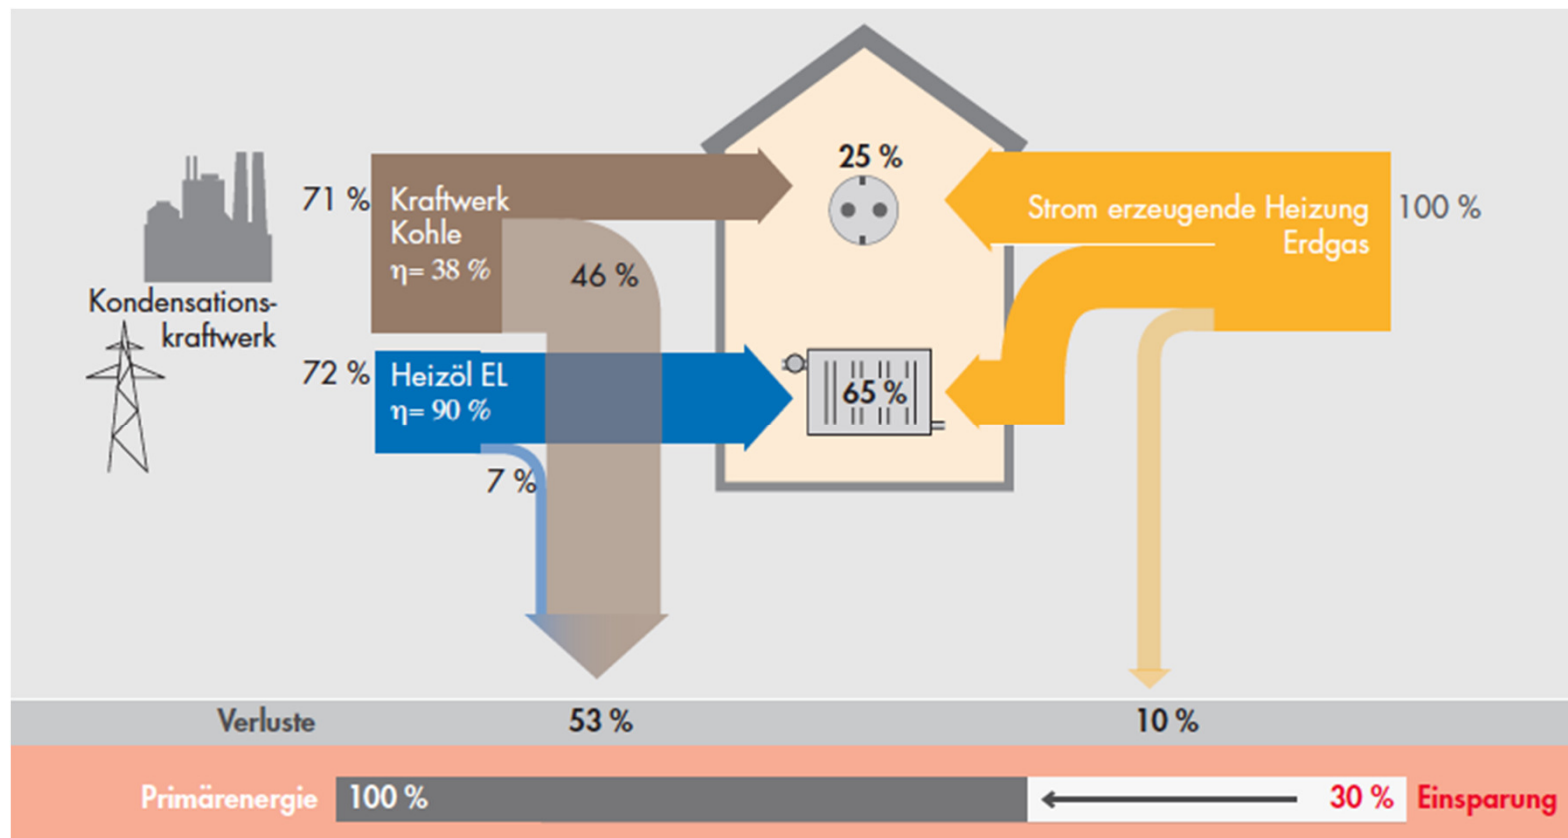 25 %
71 %
Kraftwerk
Kohle
η= 38 %
Strom erzeugende Heizung
Erdgas
100 %
46 %
Kondensations-
kraftwerk
72 %
Heizöl EL
η= 90 %
65 %
7 %
Verluste
53 %
10 %
Primärenergie
100 %
30 %
Einsparung